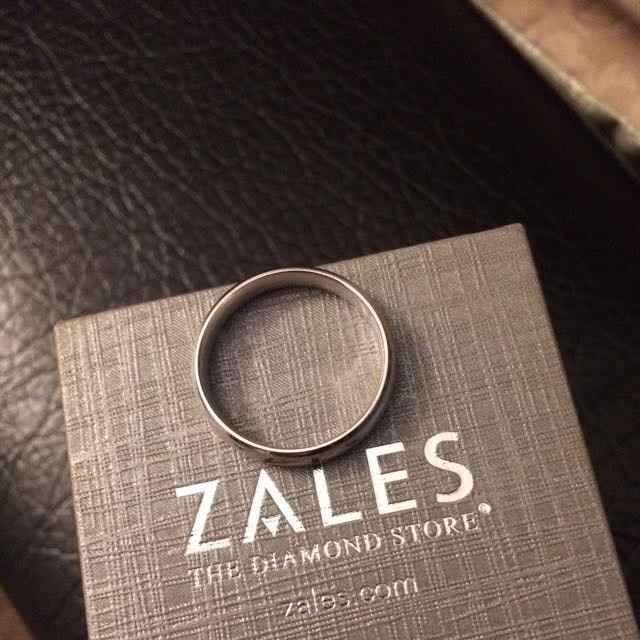 ZALES.
THE DIAMOND STORE®
zales.com